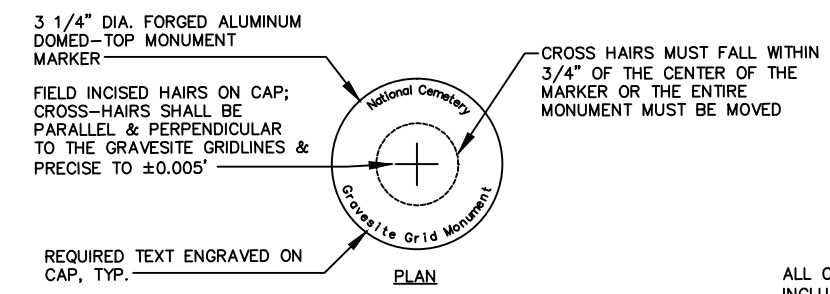 3 1/4" DIA. FORGED ALUMINUM
DOMED-TOP MONUMENT
MARKER
FIELD INCISED HAIRS ON CAP;
CROSS-HAIRS SHALL BE
PARALLEL & PERPENDICULAR
TO THE GRAVESITE GRIDLINES &
PRECISE TO ±0.005'
REQUIRED TEXT ENGRAVED ON
CAP, TYP.
National Cemetery
Gravesite Grid Monument
PLAN
CROSS HAIRS MUST FALL WITHIN
3/4" OF THE CENTER OF THE
MARKER OR THE ENTIRE
MONUMENT MUST BE MOVED
ALL